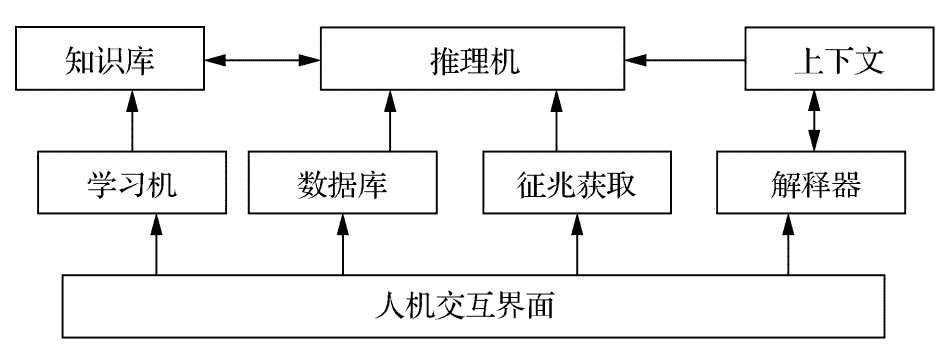 知识库
推理机
上下文
学习机
数据库
征兆获取
解释器
人机交互界面